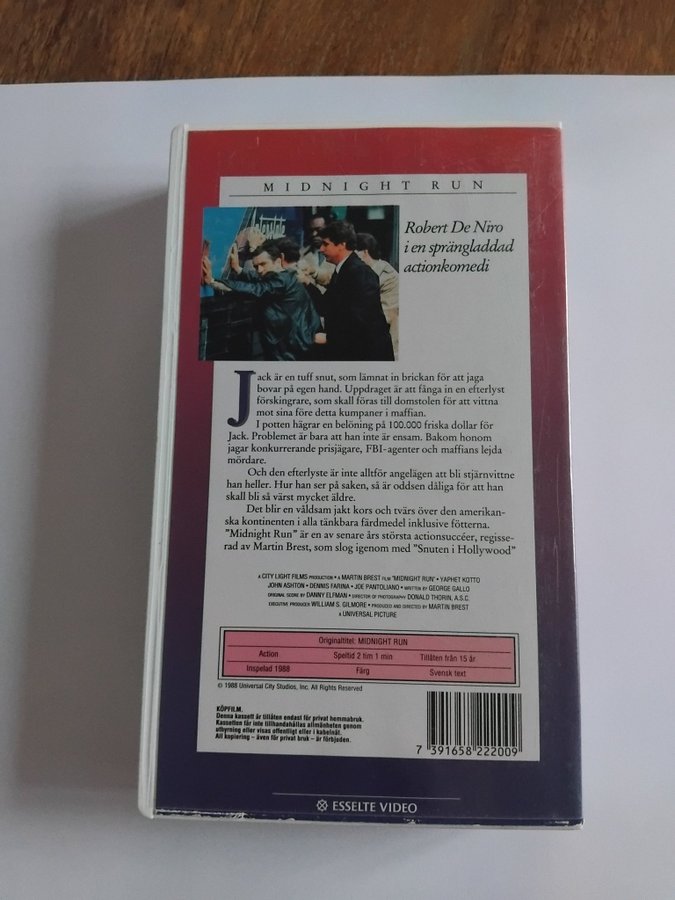 MIDNIGHT RUN
Robert De Niro
i en sprängladdad
actionkomedi
Jack är en tuff snut, som lämnat in brickan för att jaga
bovar på egen hand. Uppdraget är att fånga in en efterlyst
förskingrare, som skall föras till domstolen för att vittna
mot sina före detta kumpaner i maffian.
I potten hägrar en belöning på 100.000 friska dollar för
Jack. Problemet är bara att han inte är ensam. Bakom honom
jagar konkurrerande prisjägare, FBI-agenter och maffians lejda
mördare.
Och den efterlyste är inte alltför angelägen att bli stjärnvittne
han heller. Hur han ser på saken, så är oddsen dåliga för att han
skall bli så värst mycket äldre.
Det blir en våldsam jakt kors och tvärs över den amerikan-
ska kontinenten i alla tänkbara färdmedel inklusive fötterna.
"Midnight Run" är en av senare års största actionsuccéer, regisse-
rad av Martin Brest, som slog igenom med "Snuten i Hollywood"
A CITY LIGHT FILMS PRODUCTION • A MARTIN BREST FILM "MIDNIGHT RUN" • YAPHET KOTTO
JOHN ASHTON • DENNIS FARINA • JOE PANTOLIANO • WRITTEN BY GEORGE GALLO
ORIGINAL SCORE BY DANNY ELFMAN • DIRECTOR OF PHOTOGRAPHY DONALD THORIN, A.S.C.
EXECUTIVE PRODUCER WILLIAM S. GILMORE • PRODUCED AND DIRECTED BY MARTIN BREST
A UNIVERSAL PICTURE
Originaltitel: MIDNIGHT RUN
Action Speltid 2 tim 1 min Tillåten från 15 år
Inspelad 1988 Färg Svensk text
© 1988 Universal City Studios, Inc. All Rights Reserved
KÖPFILM.
Denna kassett är tillåten endast för privat hemmabruk.
Kassetten får inte tillhandahållas allmänheten genom
uthyrning eller visas offentligt eller i kabelnät.
All kopiering – även för privat bruk – är förbjuden.
7 391658 222009
ESSELTE VIDEO